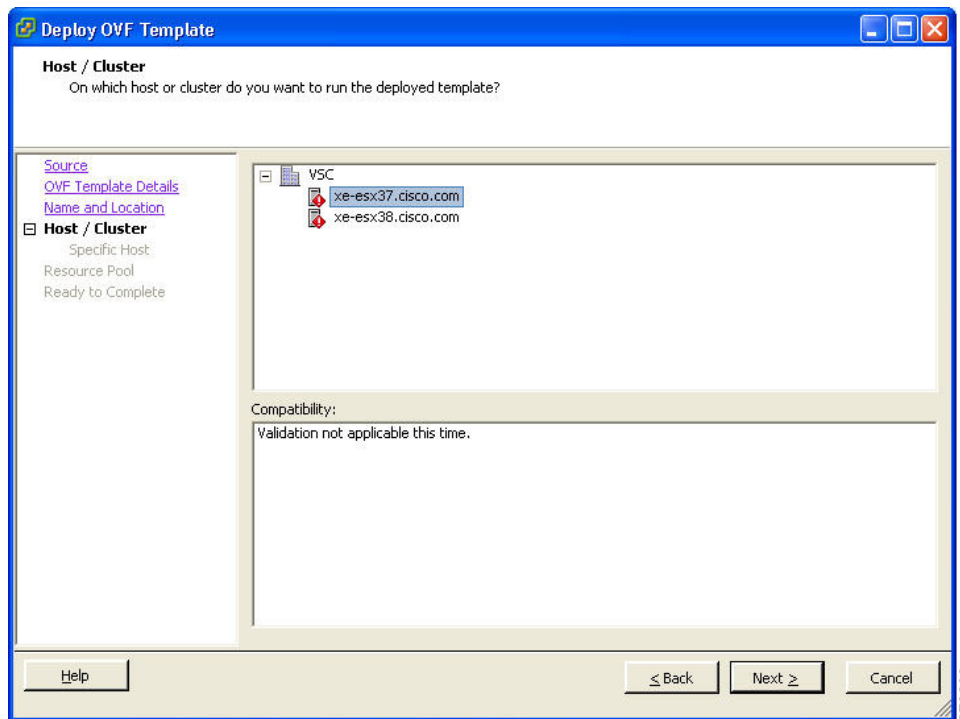 Deploy OVF Template
Host / Cluster
On which host or cluster do you want to run the deployed template?
Source
OVF Template Details
Name and Location
Host / Cluster
Specific Host
Resource Pool
Ready to Complete
VSC
xe-esx37.cisco.com
xe-esx38.cisco.com
Compatibility:
Validation not applicable this time.
Help
< Back
Next >
Cancel